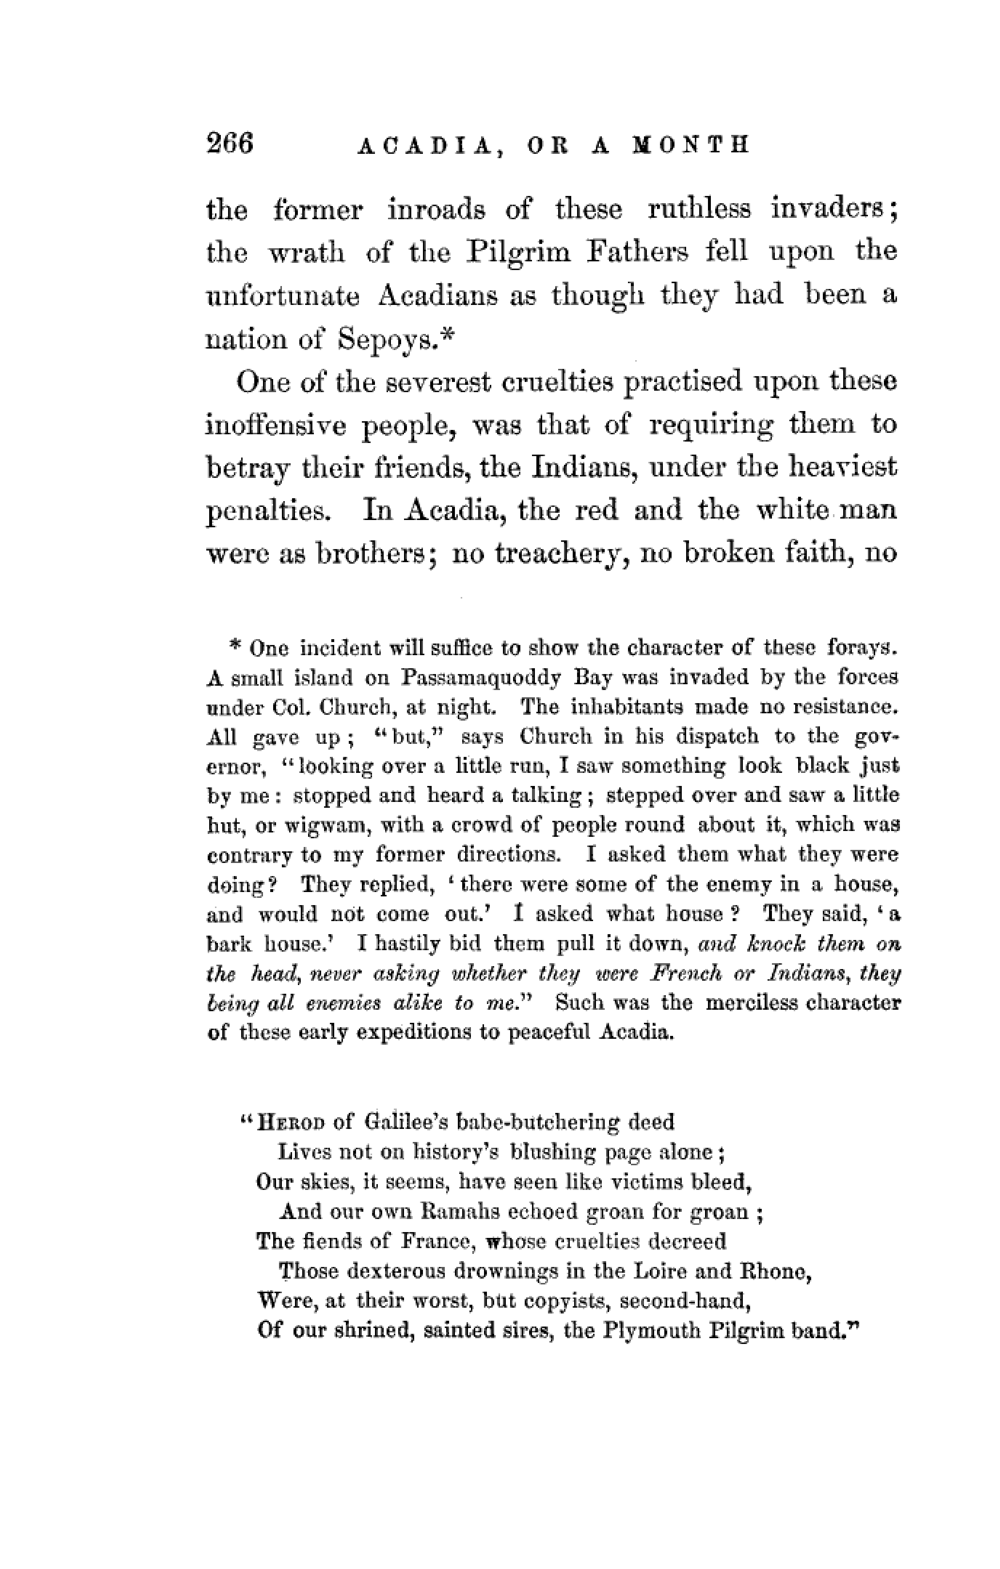 266 ACADIA, OR A MONTH
the former inroads of these ruthless invaders;
the wrath of the Pilgrim Fathers fell upon the
unfortunate Acadians as though they had been a
nation of Sepoys.*
One of the severest cruelties practised upon these
inoffensive people, was that of requiring them to
betray their friends, the Indians, under the heaviest
penalties. In Acadia, the red and the white man
were as brothers; no treachery, no broken faith, no
* One incident will suffice to show the character of these forays.
A small island on Passamaquoddy Bay was invaded by the forces
under Col. Church, at night. The inhabitants made no resistance.
All gave up; “but,” says Church in his dispatch to the gov-
ernor, “looking over a little run, I saw something look black just
by me: stopped and heard a talking; stepped over and saw a little
hut, or wigwam, with a crowd of people round about it, which was
contrary to my former directions. I asked them what they were
doing? They replied, ‘there were some of the enemy in a house,
and would not come out.’ I asked what house? They said, ‘a
bark house.’ I hastily bid them pull it down, and knock them on
the head, never asking whether they were French or Indians, they
being all enemies alike to me.” Such was the merciless character
of these early expeditions to peaceful Acadia.
“HEROD of Galilee’s babe-butchering deed
Lives not on history’s blushing page alone;
Our skies, it seems, have seen like victims bleed,
And our own Ramahs echoed groan for groan;
The fiends of France, whose cruelties decreed
Those dexterous drownings in the Loire and Rhone,
Were, at their worst, but copyists, second-hand,
Of our shrined, sainted sires, the Plymouth Pilgrim band.”